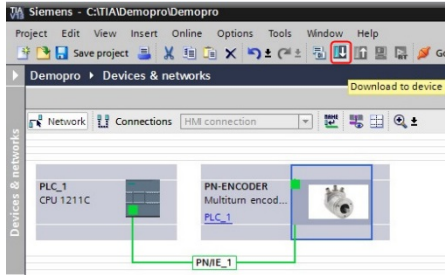 Siemens - C:\TIA\Demopro\Demopro
Project Edit View Insert Online Options Tools Window Help
Save project
Demopro ▸ Devices & networks
Download to device
Network Connections HMI connection
Devices & networks
PLC_1
CPU 1211C
PN-ENCODER
Multiturn encod...
PLC_1
PN/IE_1